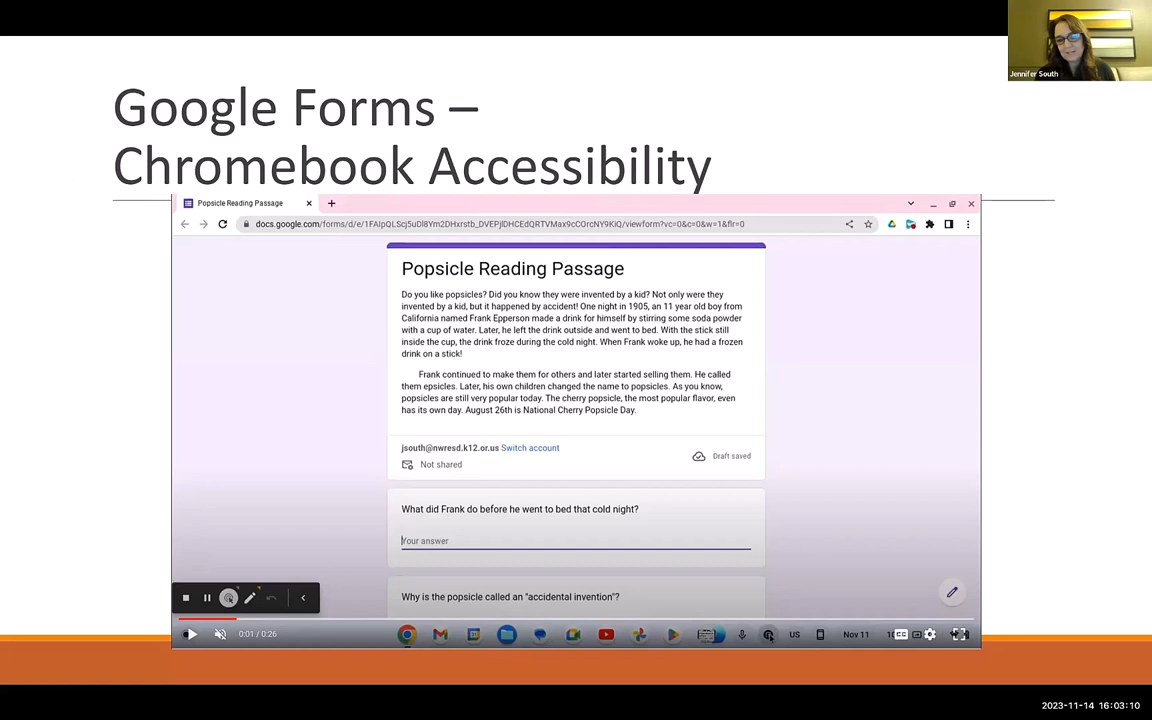 Jennifer South
Google Forms –
Chromebook Accessibility
Popsicle Reading Passage
docs.google.com/forms/d/e/
Popsicle Reading Passage
Do you like popsicles? Did you know they were invented by a kid? Not only were they
invented by a kid, but it happened by accident! One night in 1905, an 11 year old boy from
California named Frank Epperson made a drink for himself by stirring some soda powder
with a cup of water. Later, he left the drink outside and went to bed. With the stick still
inside the cup, the drink froze during the cold night. When Frank woke up, he had a frozen
drink on a stick!
Frank continued to make them for others and later started selling them. He called
them epsicles. Later, his own children changed the name to popsicles. As you know,
popsicles are still very popular today. The cherry popsicle, the most popular flavor, even
has its own day. August 26th is National Cherry Popsicle Day.
jsouth@nwresd.k12.or.us Switch account
Not shared
Draft saved
What did Frank do before he went to bed that cold night?
Your answer
Why is the popsicle called an "accidental invention"?
0:01 / 0:26
US
Nov 11
CC
2023-11-14 16:03:10